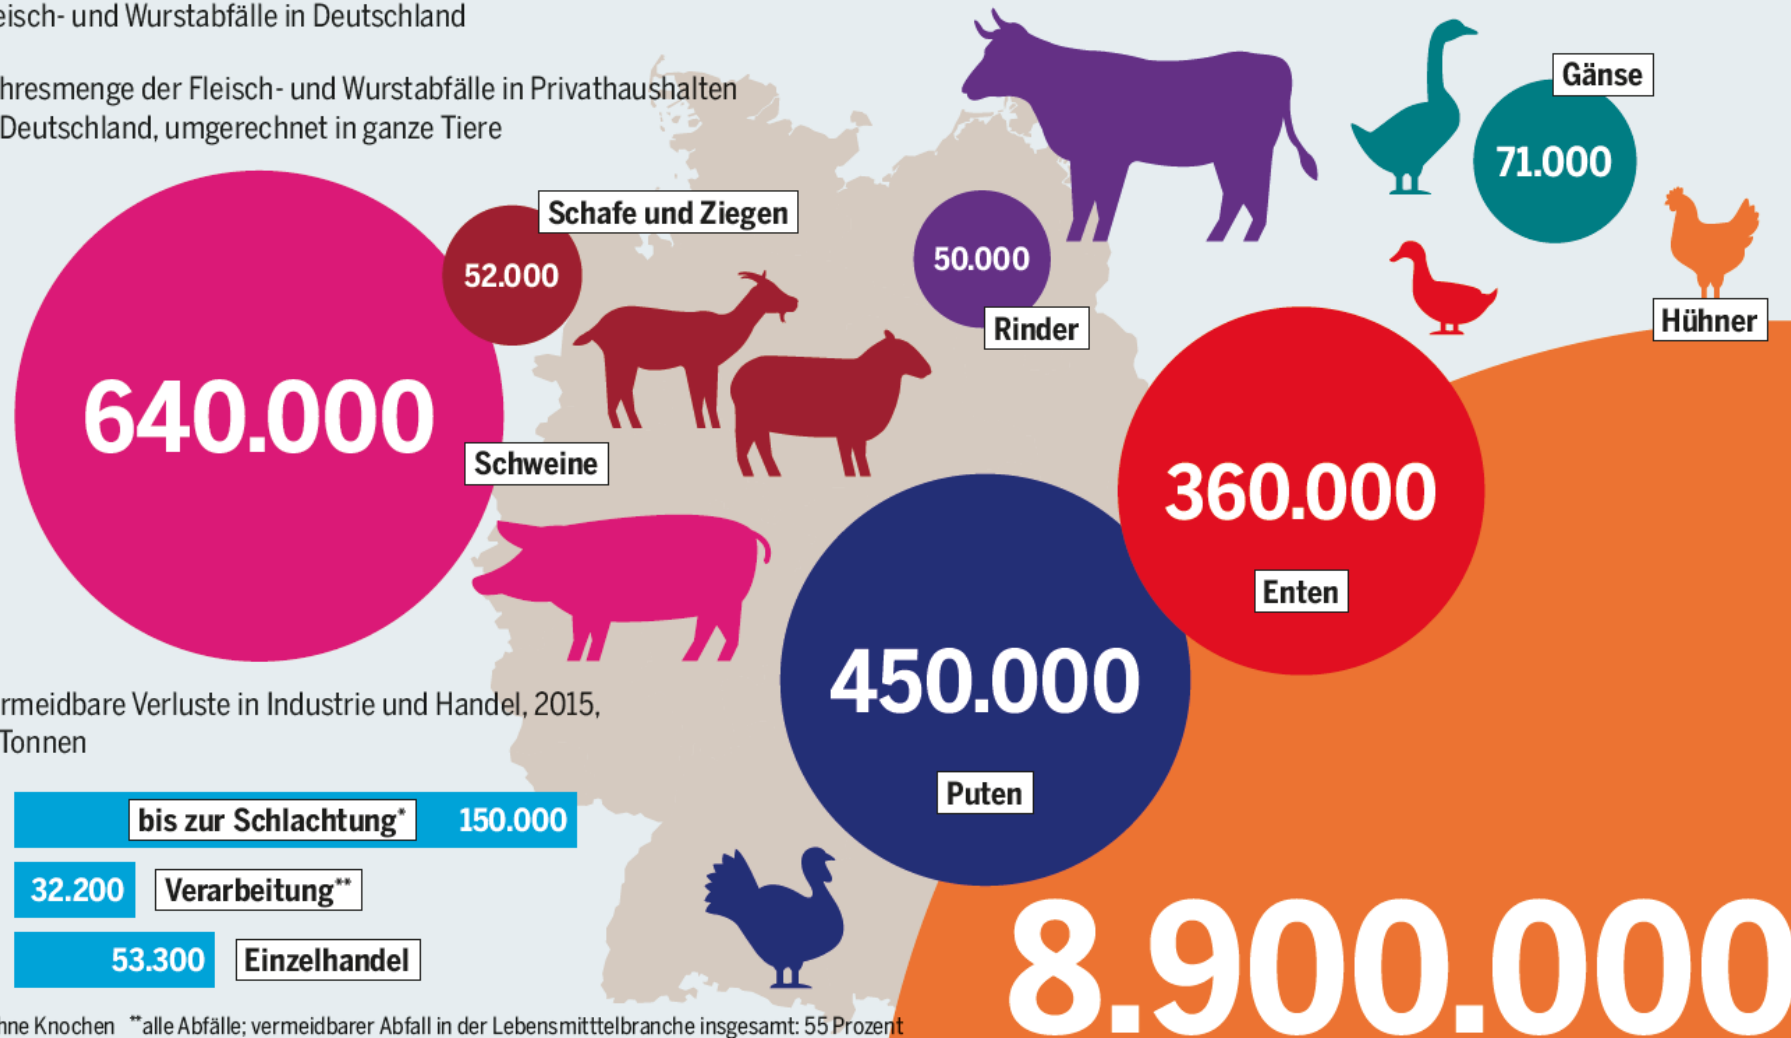 eisch- und Wurstabfälle in Deutschland
hresmenge der Fleisch- und Wurstabfälle in Privathaushalten
Deutschland, umgerechnet in ganze Tiere
Gänse
71.000
Schafe und Ziegen
52.000
50.000
Rinder
Hühner
640.000
Schweine
360.000
Enten
450.000
Puten
rmeidbare Verluste in Industrie und Handel, 2015,
Tonnen
bis zur Schlachtung* 150.000
32.200 Verarbeitung**
53.300 Einzelhandel
8.900.000
hne Knochen **alle Abfälle; vermeidbarer Abfall in der Lebensmitttelbranche insgesamt: 55 Prozent